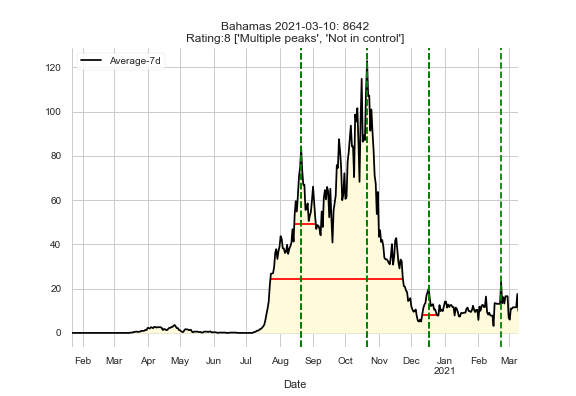 Bahamas 2021-03-10: 8642
Rating:8 ['Multiple peaks', 'Not in control']
Average-7d
120
100
80
60
40
20
0
Feb Mar Apr May Jun Jul Aug Sep Oct Nov Dec Jan Feb Mar
2021
Date